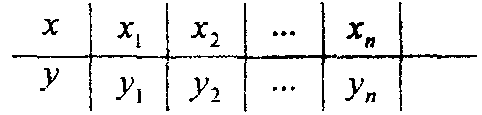 x x₁ x₂ ... xₙ
y y₁ y₂ ... yₙ